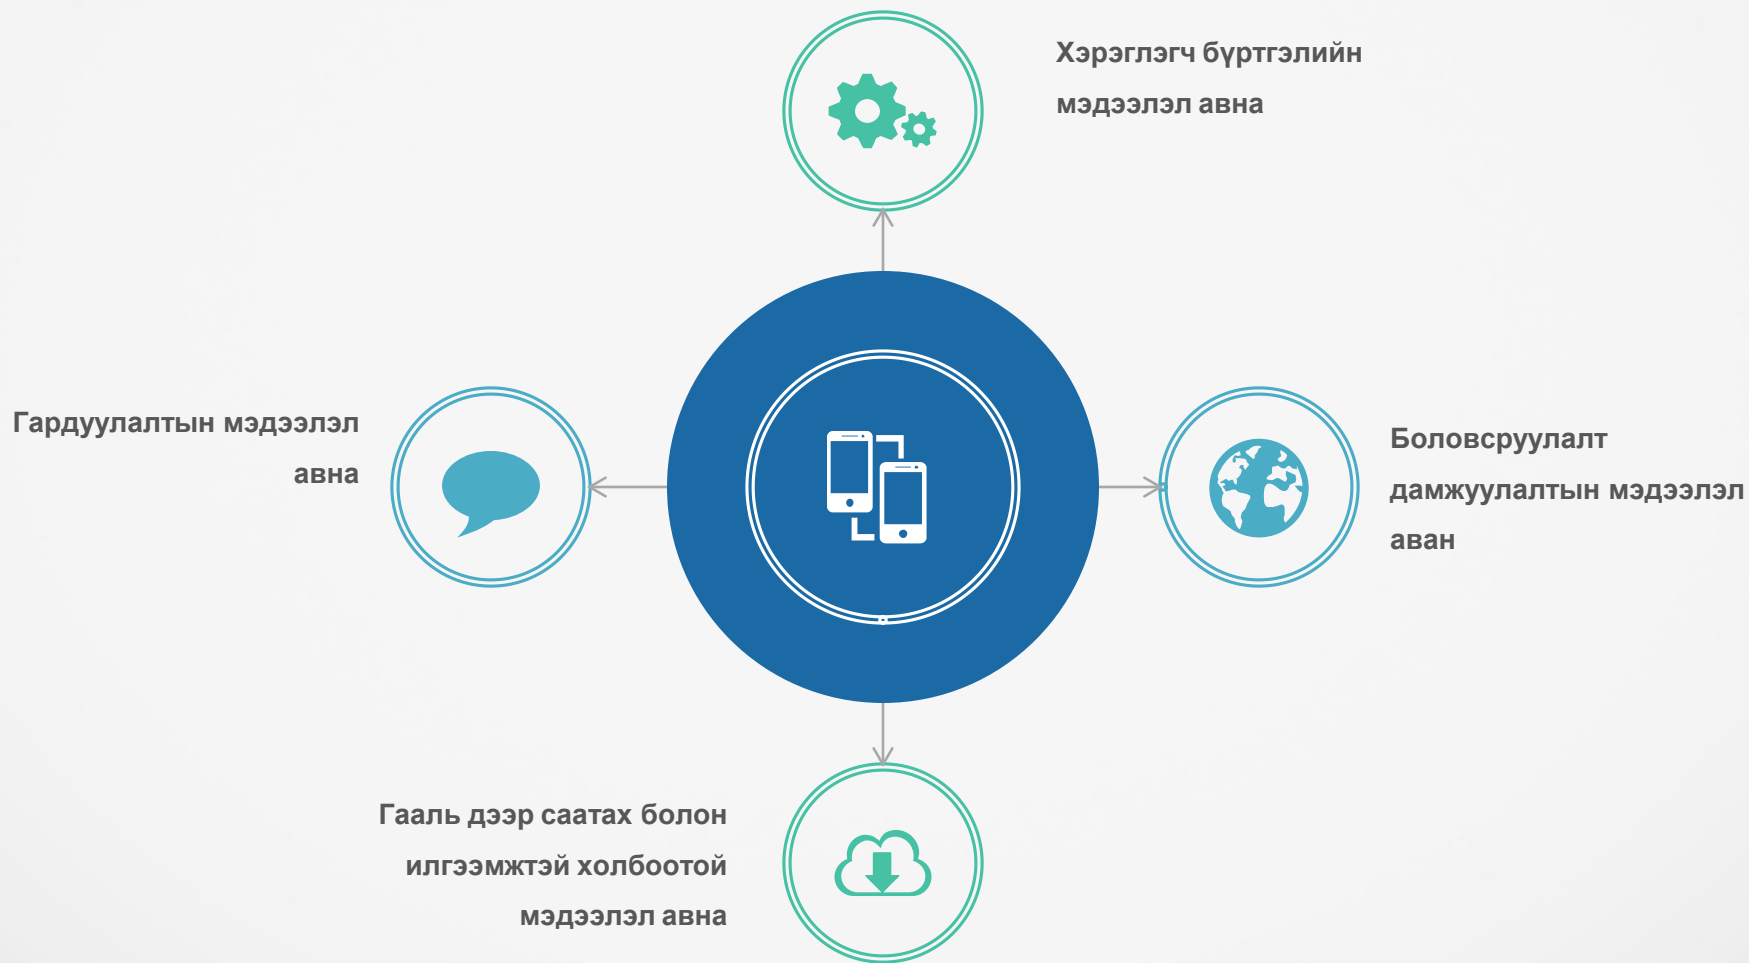 Хэрэглэгч бүртгэлийн
мэдээлэл авна
Гардуулалтын мэдээлэл
авна
Боловсруулалт
дамжуулалтын мэдээлэл
аван
Гааль дээр саатах болон
илгээмжтэй холбоотой
мэдээлэл авна